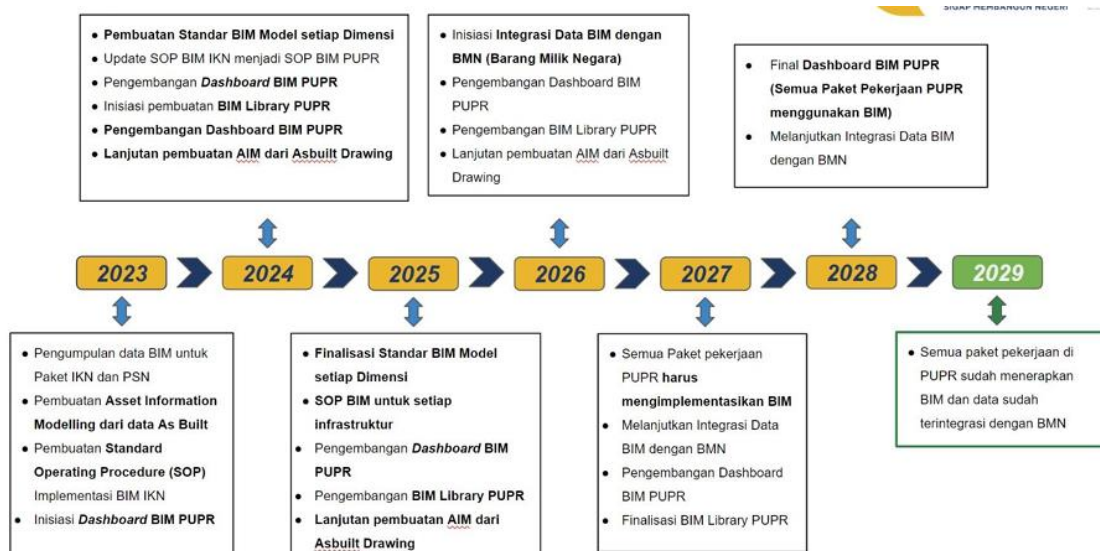 SIGAP MEMBANGUN NEGERI
• Pembuatan Standar BIM Model setiap Dimensi
• Update SOP BIM IKN menjadi SOP BIM PUPR
• Pengembangan Dashboard BIM PUPR
• Inisiasi pembuatan BIM Library PUPR
• Pengembangan Dashboard BIM PUPR
• Lanjutan pembuatan AIM dari Asbuilt Drawing
• Inisiasi Integrasi Data BIM dengan
BMN (Barang Milik Negara)
• Pengembangan Dashboard BIM
PUPR
• Pengembangan BIM Library PUPR
• Lanjutan pembuatan AIM dari Asbuilt
Drawing
• Final Dashboard BIM PUPR
(Semua Paket Pekerjaan PUPR
menggunakan BIM)
• Melanjutkan Integrasi Data BIM
dengan BMN
2023
2024
2025
2026
2027
2028
2029
• Pengumpulan data BIM untuk
Paket IKN dan PSN
• Pembuatan Asset Information
Modelling dari data As Built
• Pembuatan Standard
Operating Procedure (SOP)
Implementasi BIM IKN
• Inisiasi Dashboard BIM PUPR
• Finalisasi Standar BIM Model
setiap Dimensi
• SOP BIM untuk setiap
infrastruktur
• Pengembangan Dashboard BIM
PUPR
• Pengembangan BIM Library PUPR
• Lanjutan pembuatan AIM dari
Asbuilt Drawing
• Semua Paket pekerjaan
PUPR harus
mengimplementasikan BIM
• Melanjutkan Integrasi Data
BIM dengan BMN
• Pengembangan Dashboard
BIM PUPR
• Finalisasi BIM Library PUPR
• Semua paket pekerjaan di
PUPR sudah menerapkan
BIM dan data sudah
terintegrasi dengan BMN